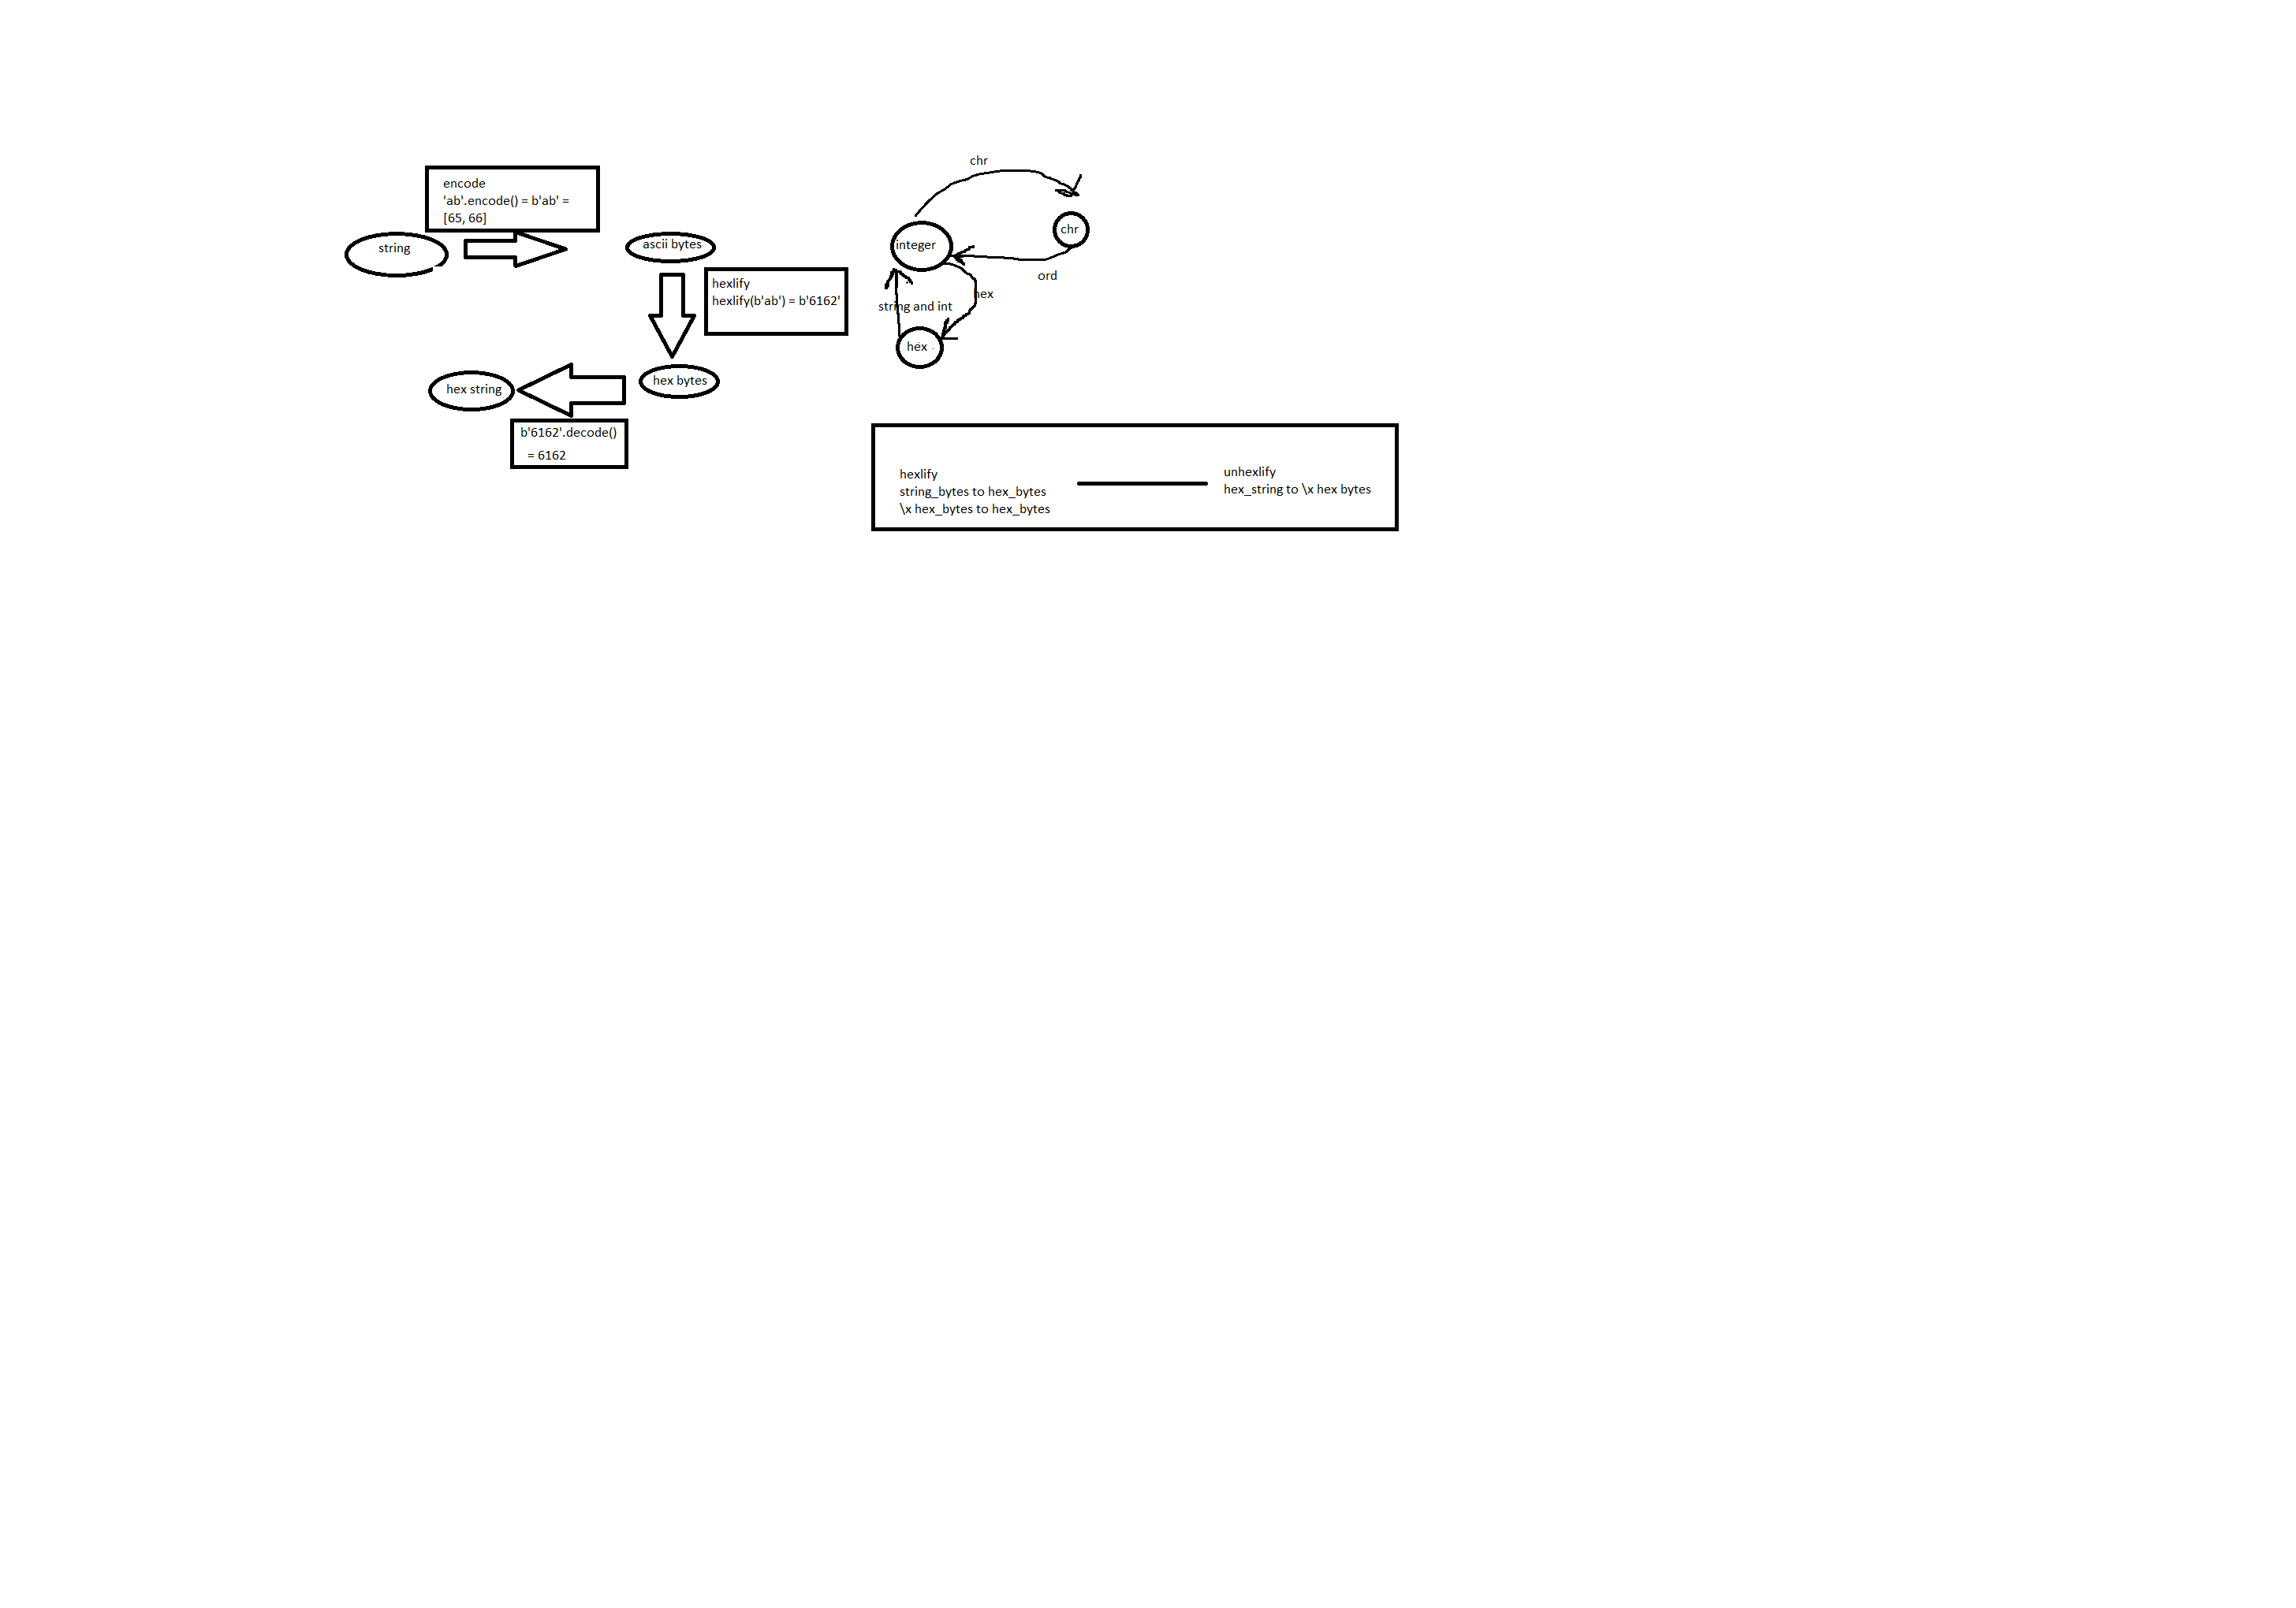 encode
'ab'.encode() = b'ab' =
[65, 66]
string
ascii bytes
hexlify
hexlify(b'ab') = b'6162'
hex bytes
hex string
b'6162'.decode()
= 6162
chr
integer
chr
ord
hex
string and int
hex
hexlify
string_bytes to hex_bytes
\x hex_bytes to hex_bytes
unhexlify
hex_string to \x hex bytes